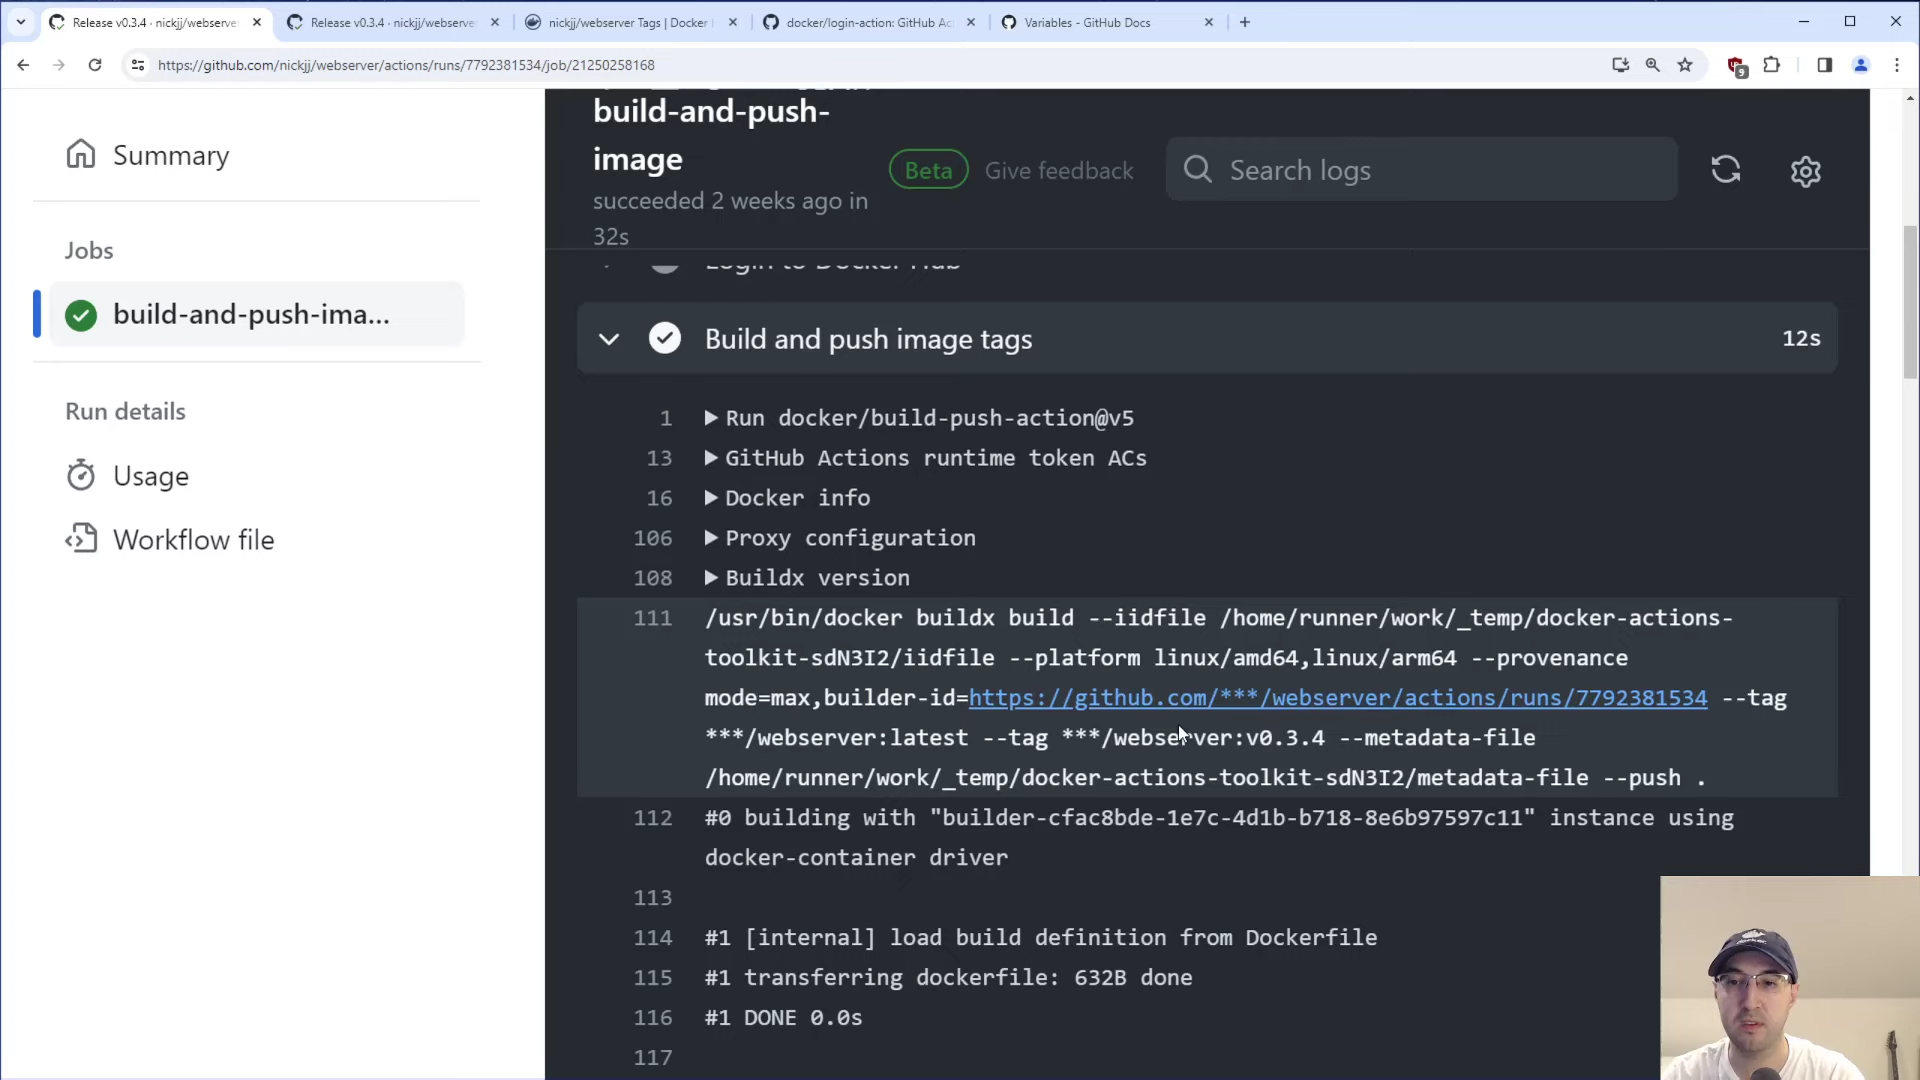 Release v0.3.4 · nickjj/webserve
Release v0.3.4 · nickjj/webserve
nickjj/webserver Tags | Docker
docker/login-action: GitHub Ac
Variables - GitHub Docs
https://github.com/nickjj/webserver/actions/runs/7792381534/job/21250258168
9
Summary
Jobs
build-and-push-ima...
Run details
Usage
Workflow file
build-and-push-
image
succeeded 2 weeks ago in
32s
Beta
Give feedback
Search logs
Login to Docker Hub
Build and push image tags
12s
1 Run docker/build-push-action@v5
13 GitHub Actions runtime token ACs
16 Docker info
106 Proxy configuration
108 Buildx version
111 /usr/bin/docker buildx build --iidfile /home/runner/work/_temp/docker-actions-
toolkit-sdN3I2/iidfile --platform linux/amd64,linux/arm64 --provenance
mode=max,builder-id=https://github.com/***/webserver/actions/runs/7792381534 --tag
***/webserver:latest --tag ***/webserver:v0.3.4 --metadata-file
/home/runner/work/_temp/docker-actions-toolkit-sdN3I2/metadata-file --push .
112 #0 building with "builder-cfac8bde-1e7c-4d1b-b718-8e6b97597c11" instance using
docker-container driver
113
114 #1 [internal] load build definition from Dockerfile
115 #1 transferring dockerfile: 632B done
116 #1 DONE 0.0s
117